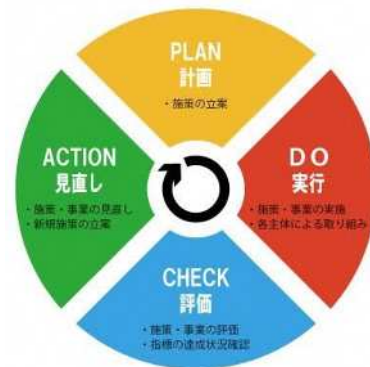 PLAN
計画
・施策の立案
DO
実行
・施策・事業の実施
・各主体による取り組み
CHECK
評価
・施策・事業の評価
・指標の達成状況確認
ACTION
見直し
・施策・事業の見直し
・新規施策の立案